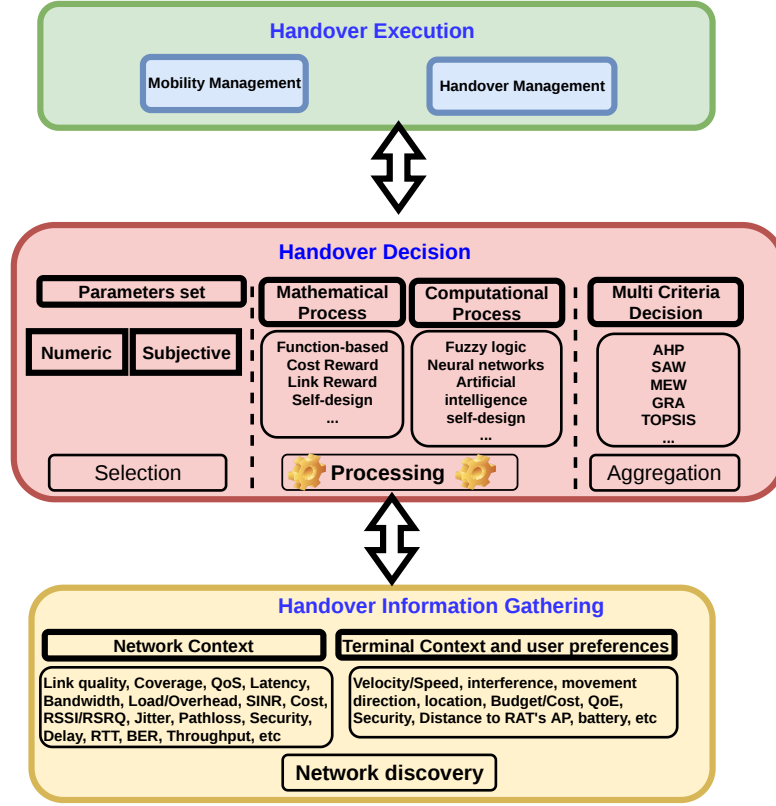 Handover Execution
Mobility Management
Handover Management
Handover Decision
Parameters set
Numeric
Subjective
Selection
Mathematical
Process
Function-based
Cost Reward
Link Reward
Self-design
...
Computational
Process
Fuzzy logic
Neural networks
Artificial
intelligence
self-design
...
Processing
Multi Criteria
Decision
AHP
SAW
MEW
GRA
TOPSIS
...
Aggregation
Handover Information Gathering
Network Context
Link quality, Coverage, QoS, Latency,
Bandwidth, Load/Overhead, SINR, Cost,
RSSI/RSRQ, Jitter, Pathloss, Security,
Delay, RTT, BER, Throughput, etc
Terminal Context and user preferences
Velocity/Speed, interference, movement
direction, location, Budget/Cost, QoE,
Security, Distance to RAT's AP, battery, etc
Network discovery